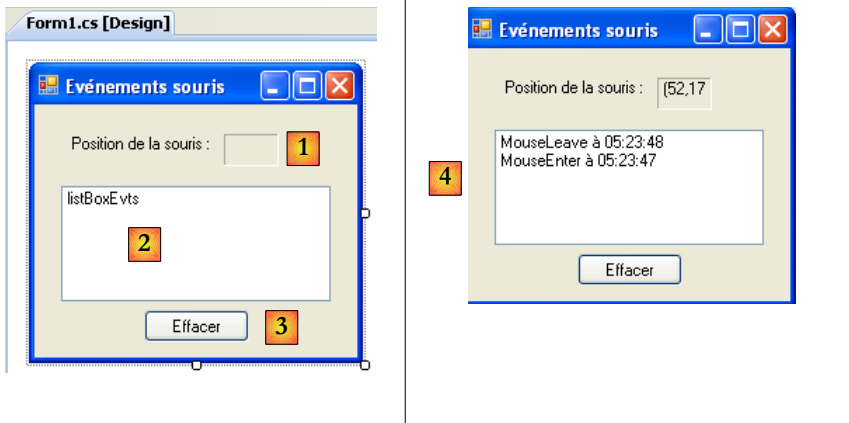 Form1.cs [Design]
Evénements souris
Position de la souris :
1
listBoxEvts
2
Effacer
3
Evénements souris
Position de la souris : (52,17
MouseLeave à 05:23:48
MouseEnter à 05:23:47
4
Effacer